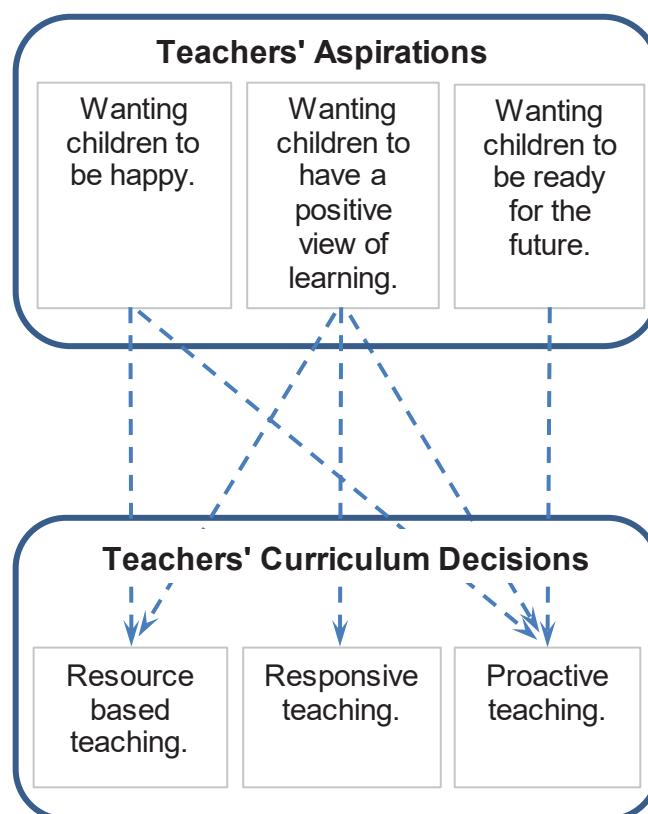 Teachers' Aspirations
Wanting
children to
be happy.
Wanting
children to
have a
positive
view of
learning.
Wanting
children to
be ready
for the
future.
Teachers' Curriculum Decisions
Resource
based
teaching.
Responsive
teaching.
Proactive
teaching.